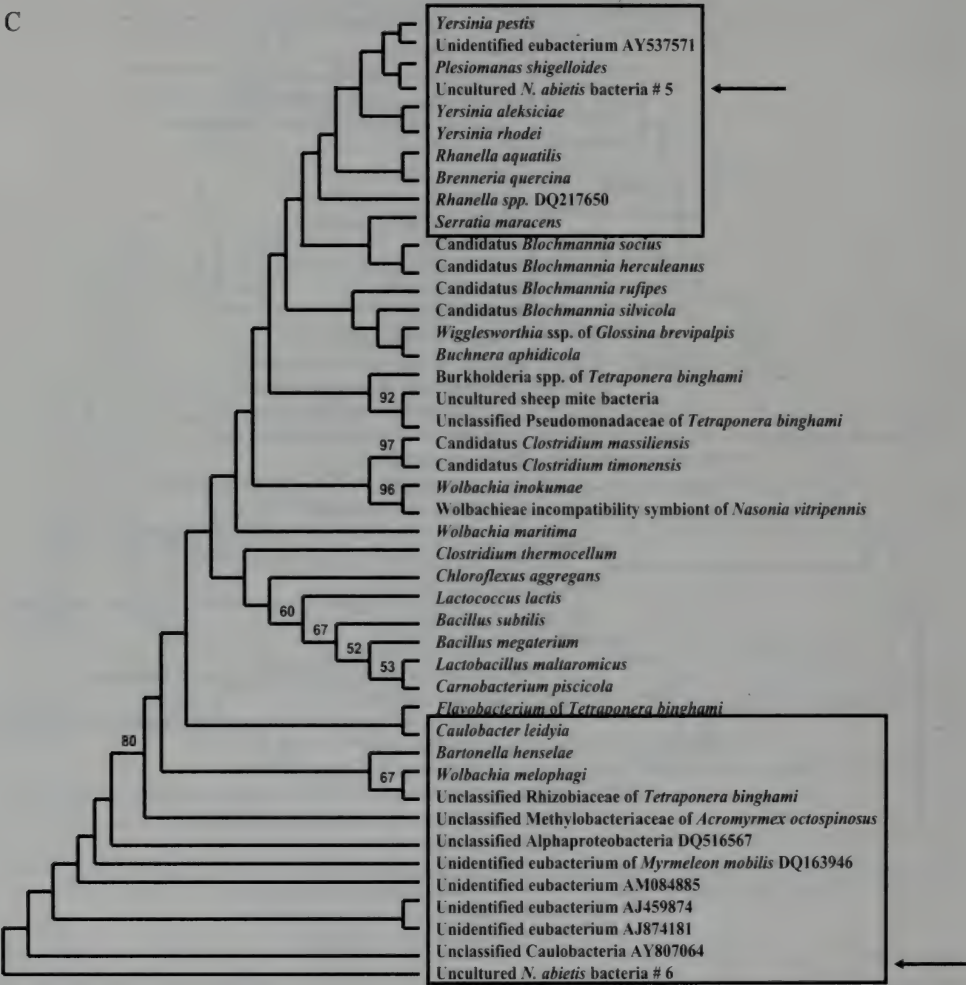 C
Yersinia pestis
Unidentified eubacterium AY537571
Plesiomanas shigelloides
Uncultured N. abietis bacteria # 5
Yersinia aleksiciae
Yersinia rhodei
Rhanella aquatilis
Brenneria quercina
Rhanella spp. DQ217650
Serratia maracens
Candidatus Blochmannia socius
Candidatus Blochmannia herculeanus
Candidatus Blochmannia rufipes
Candidatus Blochmannia silvicola
Wigglesworthia ssp. of Glossina brevipalpis
Buchnera aphidicola
Burkholderia spp. of Tetraponera binghami
92 Uncultured sheep mite bacteria
Unclassified Pseudomonadaceae of Tetraponera binghami
97 Candidatus Clostridium massiliensis
Candidatus Clostridium timonensis
96 Wolbachia inokumae
Wolbachieae incompatibility symbiont of Nasonia vitripennis
Wolbachia maritima
Clostridium thermocellum
Chloroflexus aggregans
60 Lactococcus lactis
67 Bacillus subtilis
52 Bacillus megaterium
53 Lactobacillus maltaromicus
Carnobacterium piscicola
Flavobacterium of Tetraponera binghami
Caulobacter leidyia
80 Bartonella henselae
67 Wolbachia melophagi
Unclassified Rhizobiaceae of Tetraponera binghami
Unclassified Methylobacteriaceae of Acromyrmex octospinosus
Unclassified Alphaproteobacteria DQ516567
Unidentified eubacterium of Myrmeleon mobilis DQ163946
Unidentified eubacterium AM084885
Unidentified eubacterium AJ459874
Unidentified eubacterium AJ874181
Unclassified Caulobacteria AY807064
Uncultured N. abietis bacteria # 6